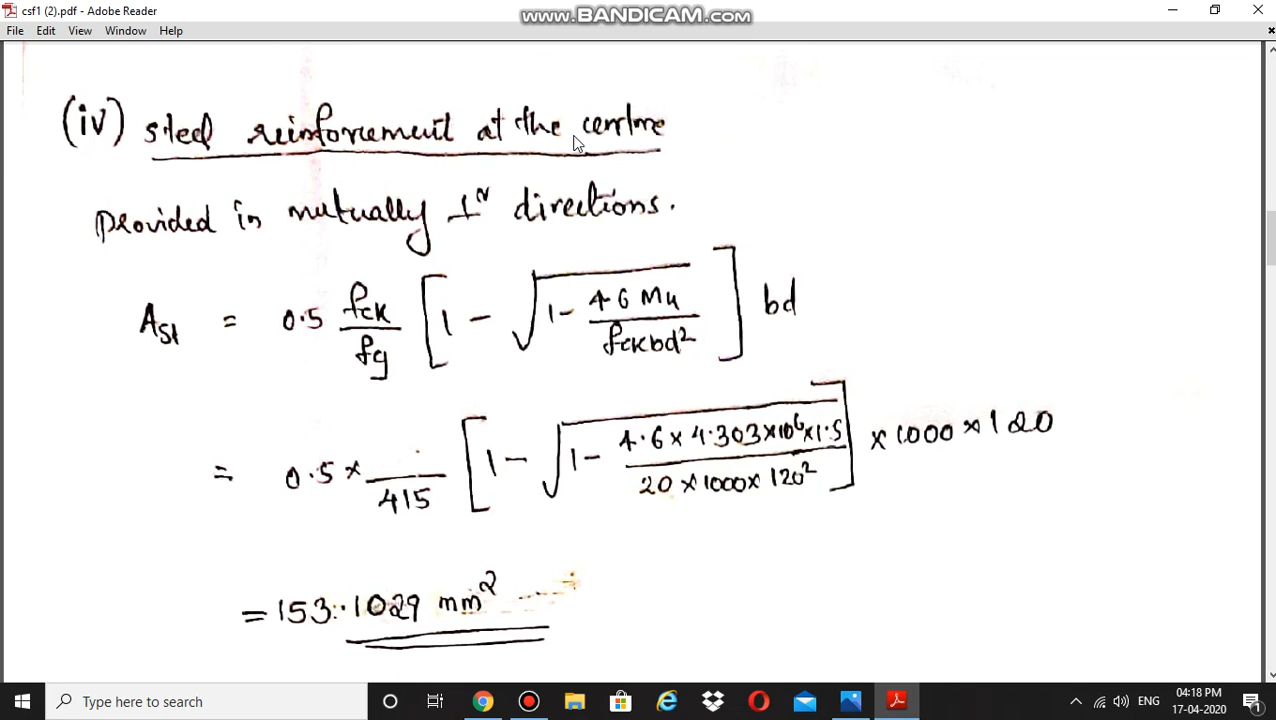 csf1 (2).pdf - Adobe Reader
www.BANDICAM.com
File Edit View Window Help
(iv) steel reinforcement at the centre
provided in mutually ⊥r directions.
Ast = 0.5 fck/fy [1 - √(1 - 4.6 Mu / fckbd²)] bd
= 0.5 × /415 [1 - √(1 - 4.6 × 4.303×10⁶×1.5 / 20 × 1000 × 120²)] × 1000 × 120
= 153.1029 mm²
Type here to search
ENG
04:18 PM
17-04-2020
1